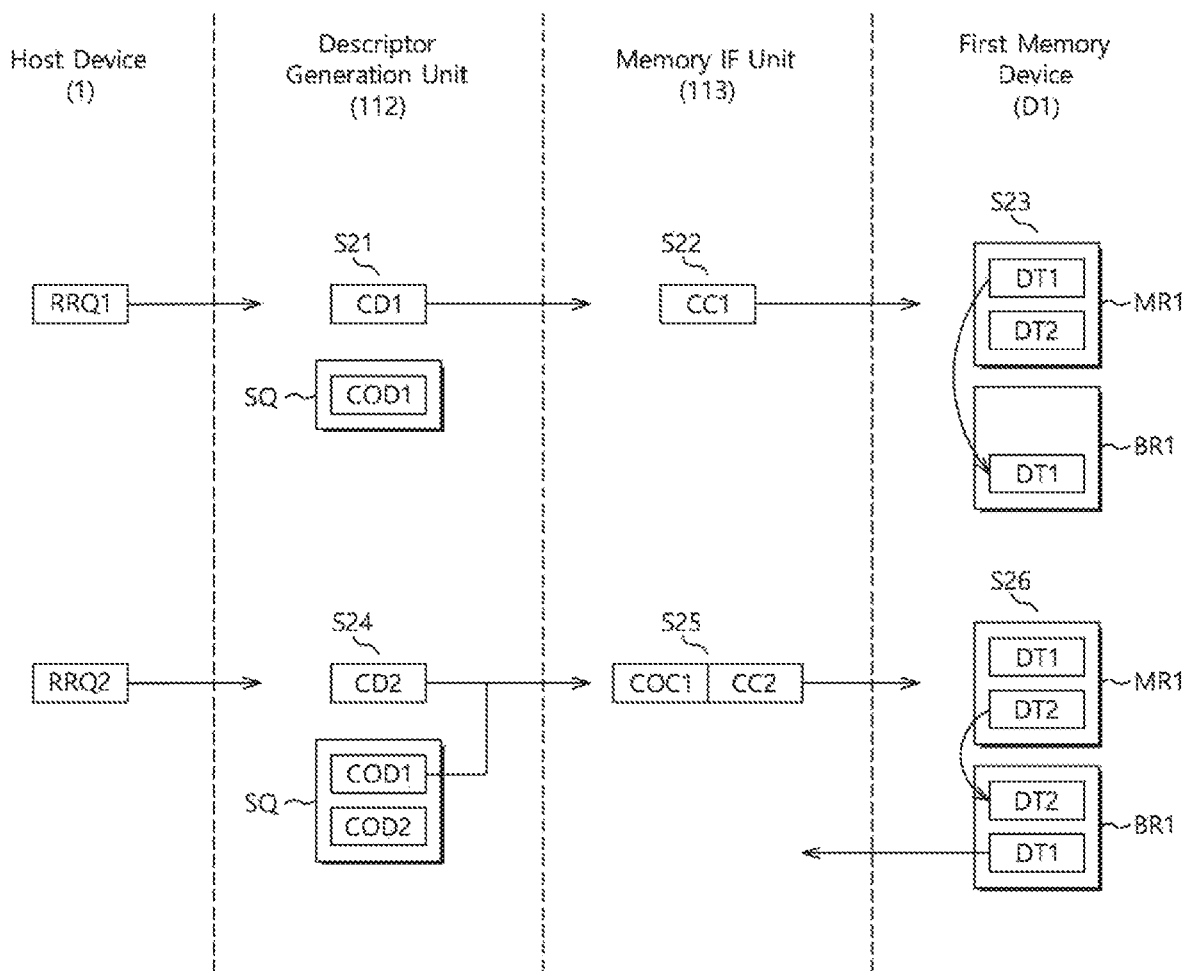 Host Device
(1)
Descriptor
Generation Unit
(112)
Memory IF Unit
(113)
First Memory
Device
(D1)
S21
S22
S23
RRQ1
CD1
CC1
DT1
DT2
MR1
SQ
COD1
DT1
BR1
S24
S25
S26
RRQ2
CD2
COC1
CC2
DT1
DT2
MR1
SQ
COD1
COD2
DT2
DT1
BR1